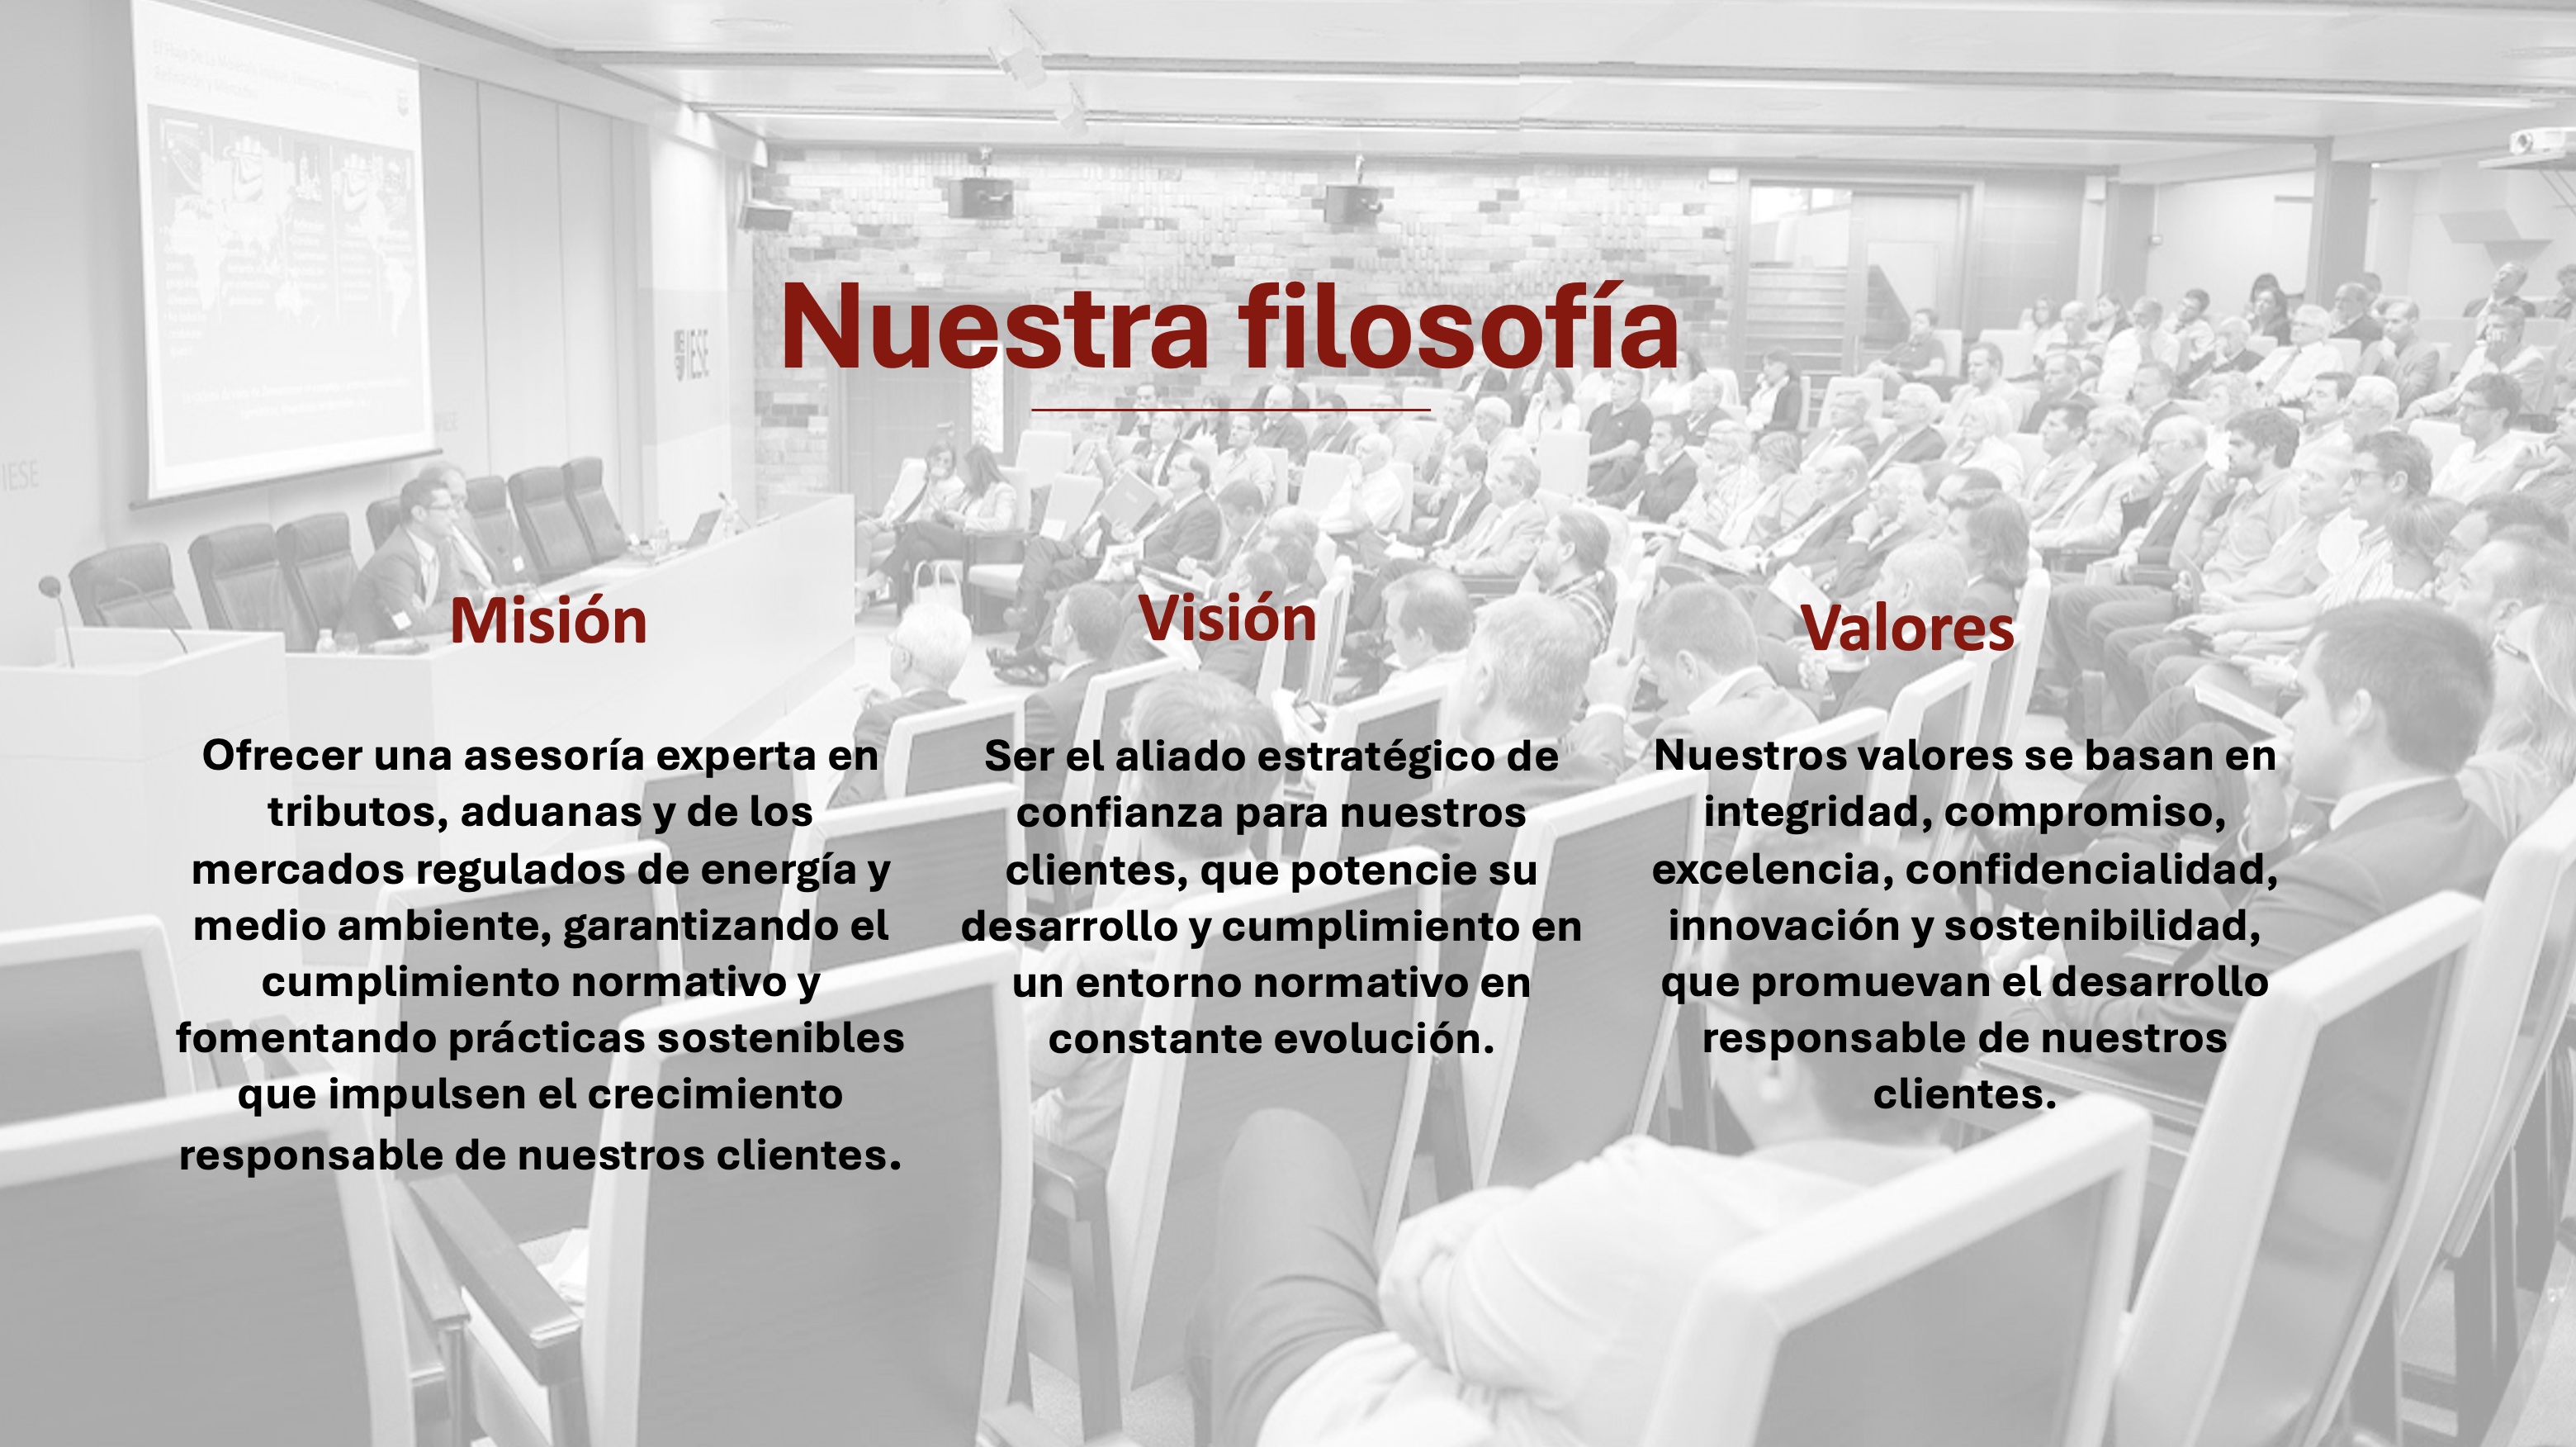 Nuestra filosofía
IESE
IESE
IESE
Misión
Ofrecer una asesoría experta en
tributos, aduanas y de los
mercados regulados de energía y
medio ambiente, garantizando el
cumplimiento normativo y
fomentando prácticas sostenibles
que impulsen el crecimiento
responsable de nuestros clientes.
Visión
Ser el aliado estratégico de
confianza para nuestros
clientes, que potencie su
desarrollo y cumplimiento en
un entorno normativo en
constante evolución.
Valores
Nuestros valores se basan en
integridad, compromiso,
excelencia, confidencialidad,
innovación y sostenibilidad,
que promuevan el desarrollo
responsable de nuestros
clientes.